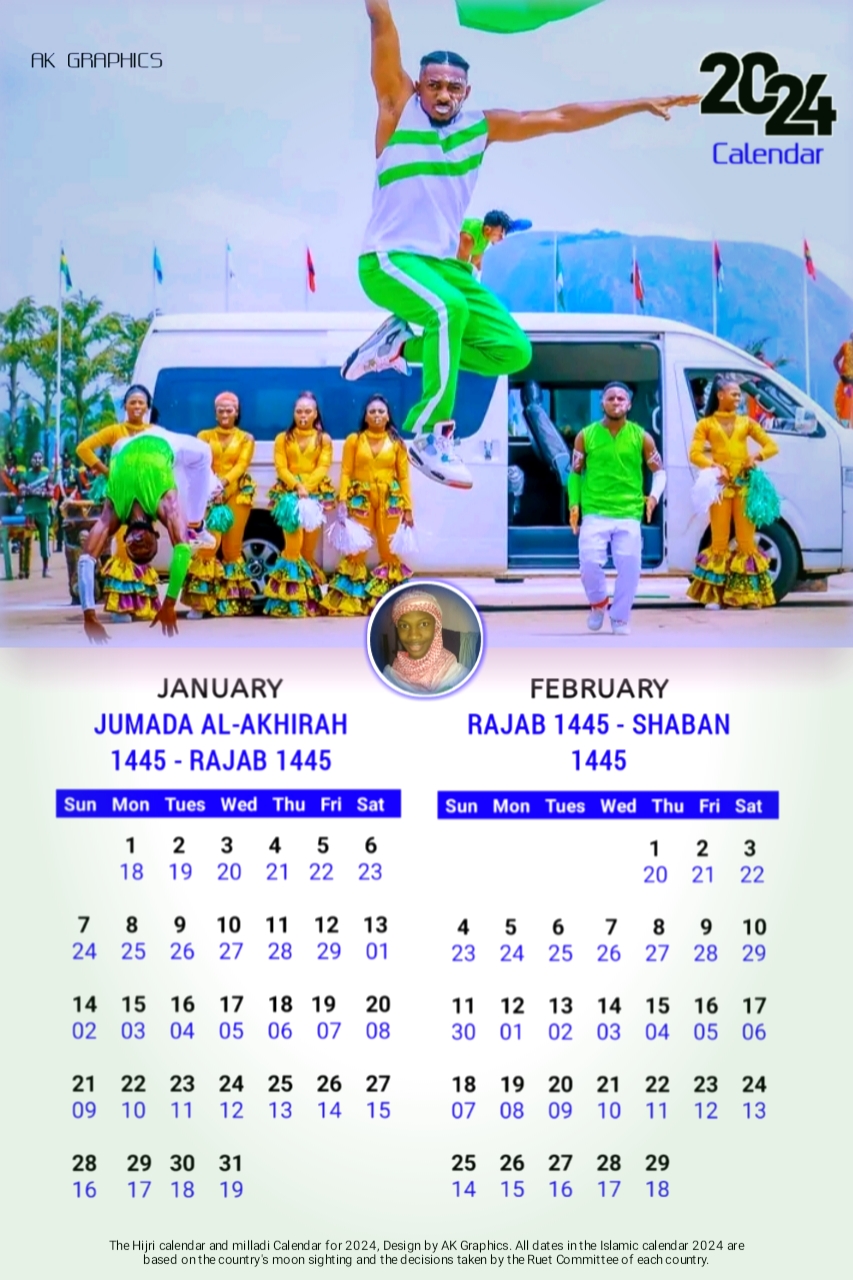 AK GRAPHICS
2024
Calendar
JANUARY
JUMADA AL-AKHIRAH
1445 - RAJAB 1445
Sun Mon Tues Wed Thu Fri Sat
1 2 3 4 5 6
18 19 20 21 22 23
7 8 9 10 11 12 13
24 25 26 27 28 29 01
14 15 16 17 18 19 20
02 03 04 05 06 07 08
21 22 23 24 25 26 27
09 10 11 12 13 14 15
28 29 30 31
16 17 18 19
FEBRUARY
RAJAB 1445 - SHABAN
1445
Sun Mon Tues Wed Thu Fri Sat
1 2 3
20 21 22
4 5 6 7 8 9 10
23 24 25 26 27 28 29
11 12 13 14 15 16 17
30 01 02 03 04 05 06
18 19 20 21 22 23 24
07 08 09 10 11 12 13
25 26 27 28 29
14 15 16 17 18
The Hijri calendar and milladi Calendar for 2024, Design by AK Graphics. All dates in the Islamic calendar 2024 are
based on the country's moon sighting and the decisions taken by the Ruet Committee of each country.